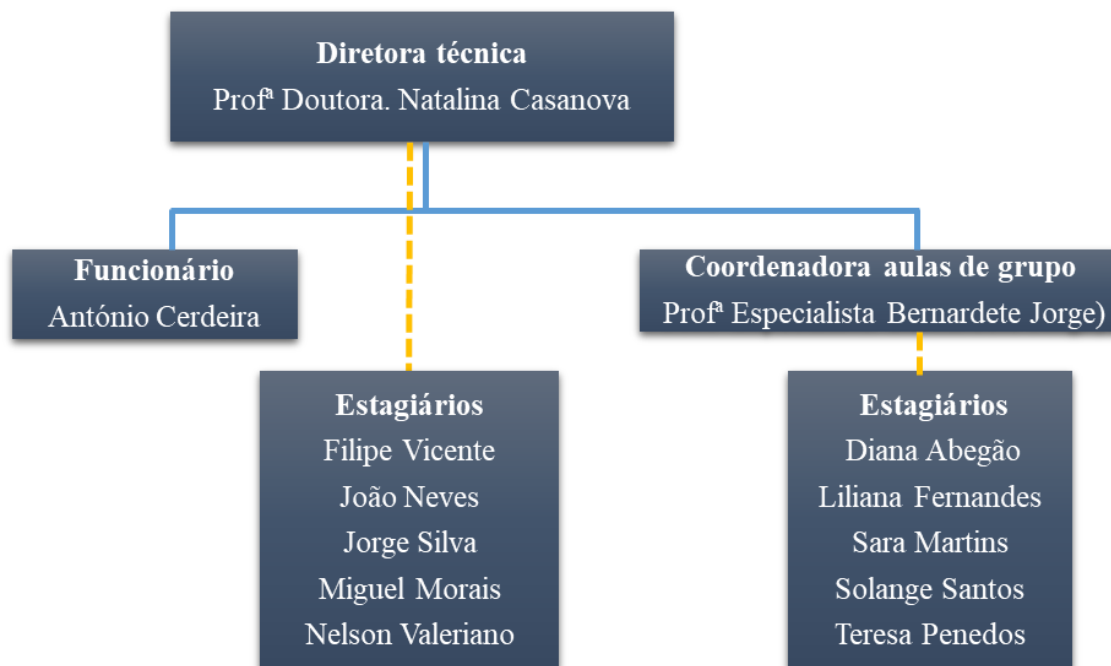 Diretora técnica
Profª Doutora. Natalina Casanova
Funcionário
António Cerdeira
Coordenadora aulas de grupo
Profª Especialista Bernardete Jorge)
Estagiários
Filipe Vicente
João Neves
Jorge Silva
Miguel Morais
Nelson Valeriano
Estagiários
Diana Abegão
Liliana Fernandes
Sara Martins
Solange Santos
Teresa Penedos